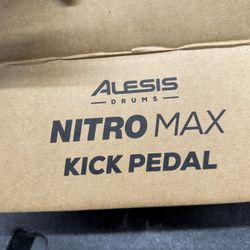 ALESIS
DRUMS
NITRO MAX
KICK PEDAL